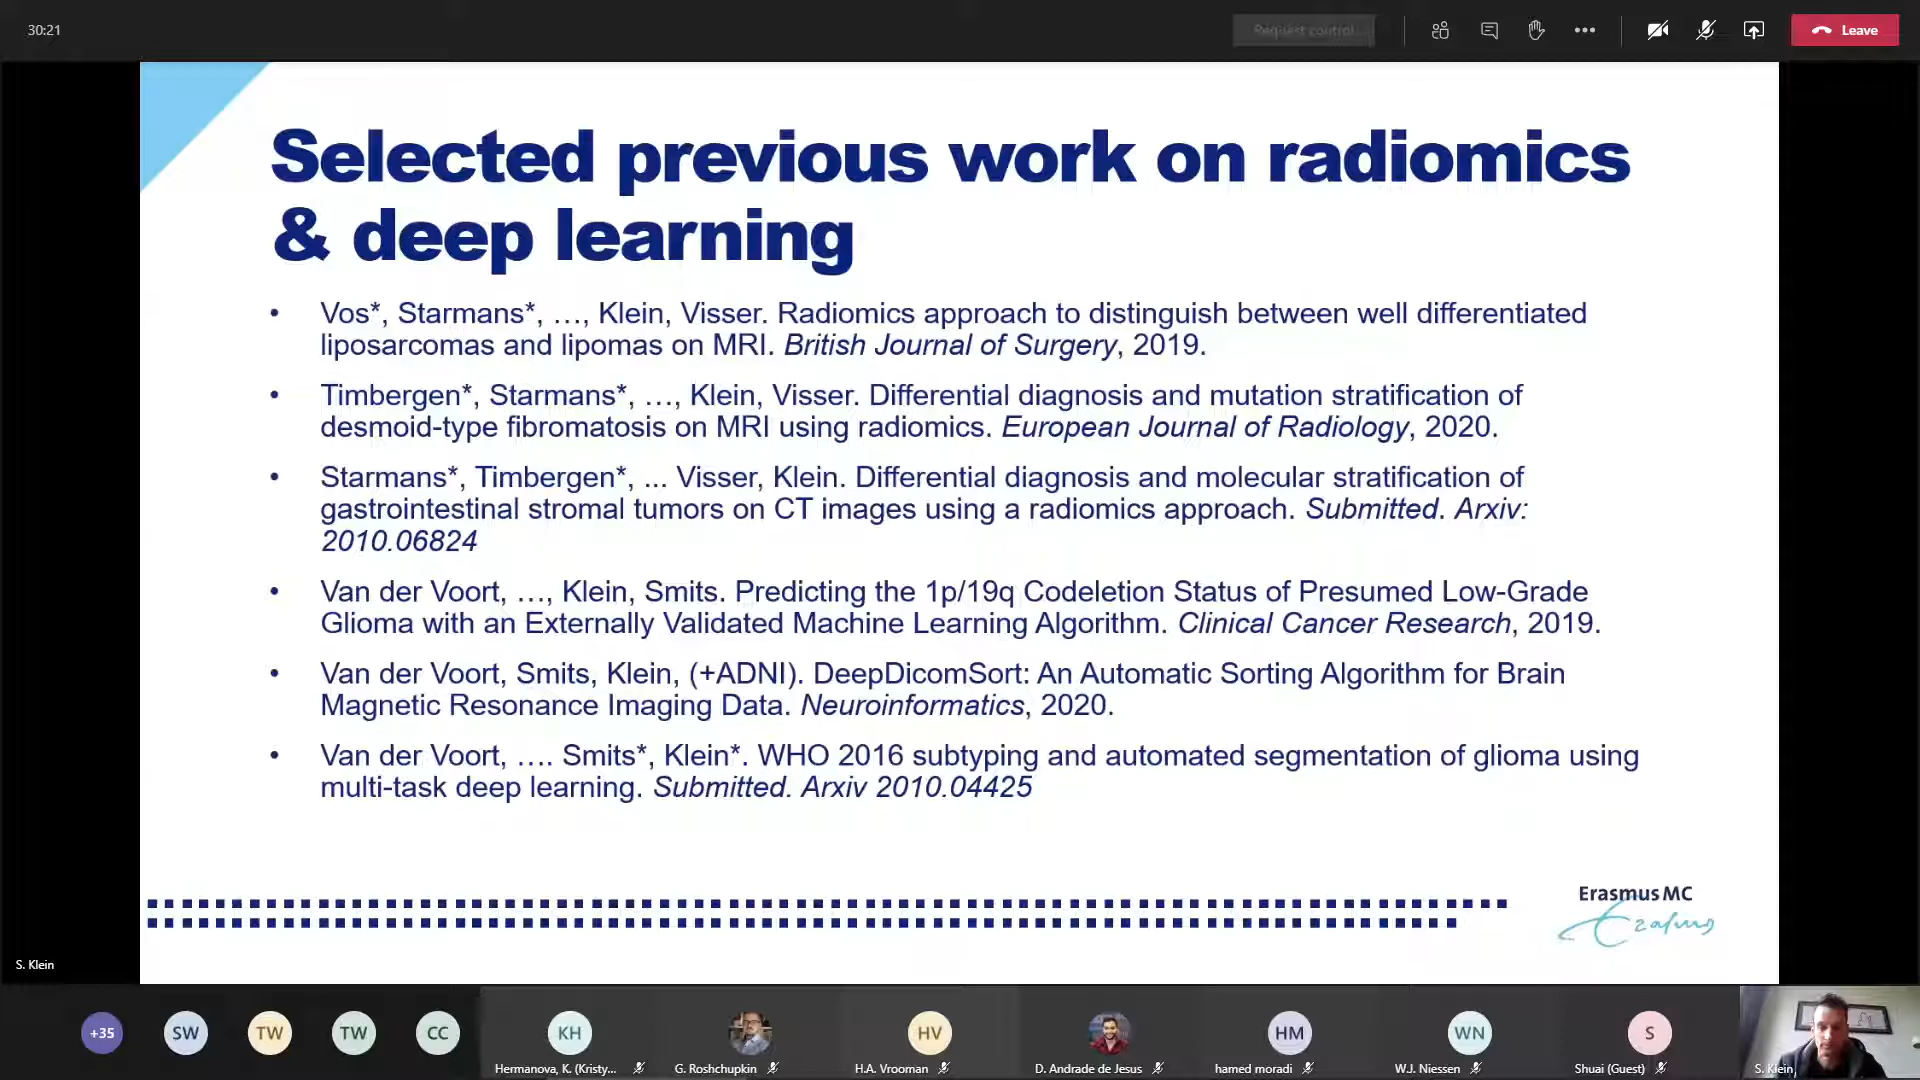 30:21
Request control
Leave
Selected previous work on radiomics
& deep learning
• Vos*, Starmans*, …, Klein, Visser. Radiomics approach to distinguish between well differentiated
liposarcomas and lipomas on MRI. British Journal of Surgery, 2019.
• Timbergen*, Starmans*, …, Klein, Visser. Differential diagnosis and mutation stratification of
desmoid-type fibromatosis on MRI using radiomics. European Journal of Radiology, 2020.
• Starmans*, Timbergen*, ... Visser, Klein. Differential diagnosis and molecular stratification of
gastrointestinal stromal tumors on CT images using a radiomics approach. Submitted. Arxiv:
2010.06824
• Van der Voort, …, Klein, Smits. Predicting the 1p/19q Codeletion Status of Presumed Low-Grade
Glioma with an Externally Validated Machine Learning Algorithm. Clinical Cancer Research, 2019.
• Van der Voort, Smits, Klein, (+ADNI). DeepDicomSort: An Automatic Sorting Algorithm for Brain
Magnetic Resonance Imaging Data. Neuroinformatics, 2020.
• Van der Voort, …. Smits*, Klein*. WHO 2016 subtyping and automated segmentation of glioma using
multi-task deep learning. Submitted. Arxiv 2010.04425
Erasmus MC
Erasmus
S. Klein
+35 SW TW TW CC KH HV HM WN S
Hermanova, K. (Kristy... G. Roshchupkin H.A. Vrooman D. Andrade de Jesus hamed moradi W.J. Niessen Shuai (Guest) S. Klein